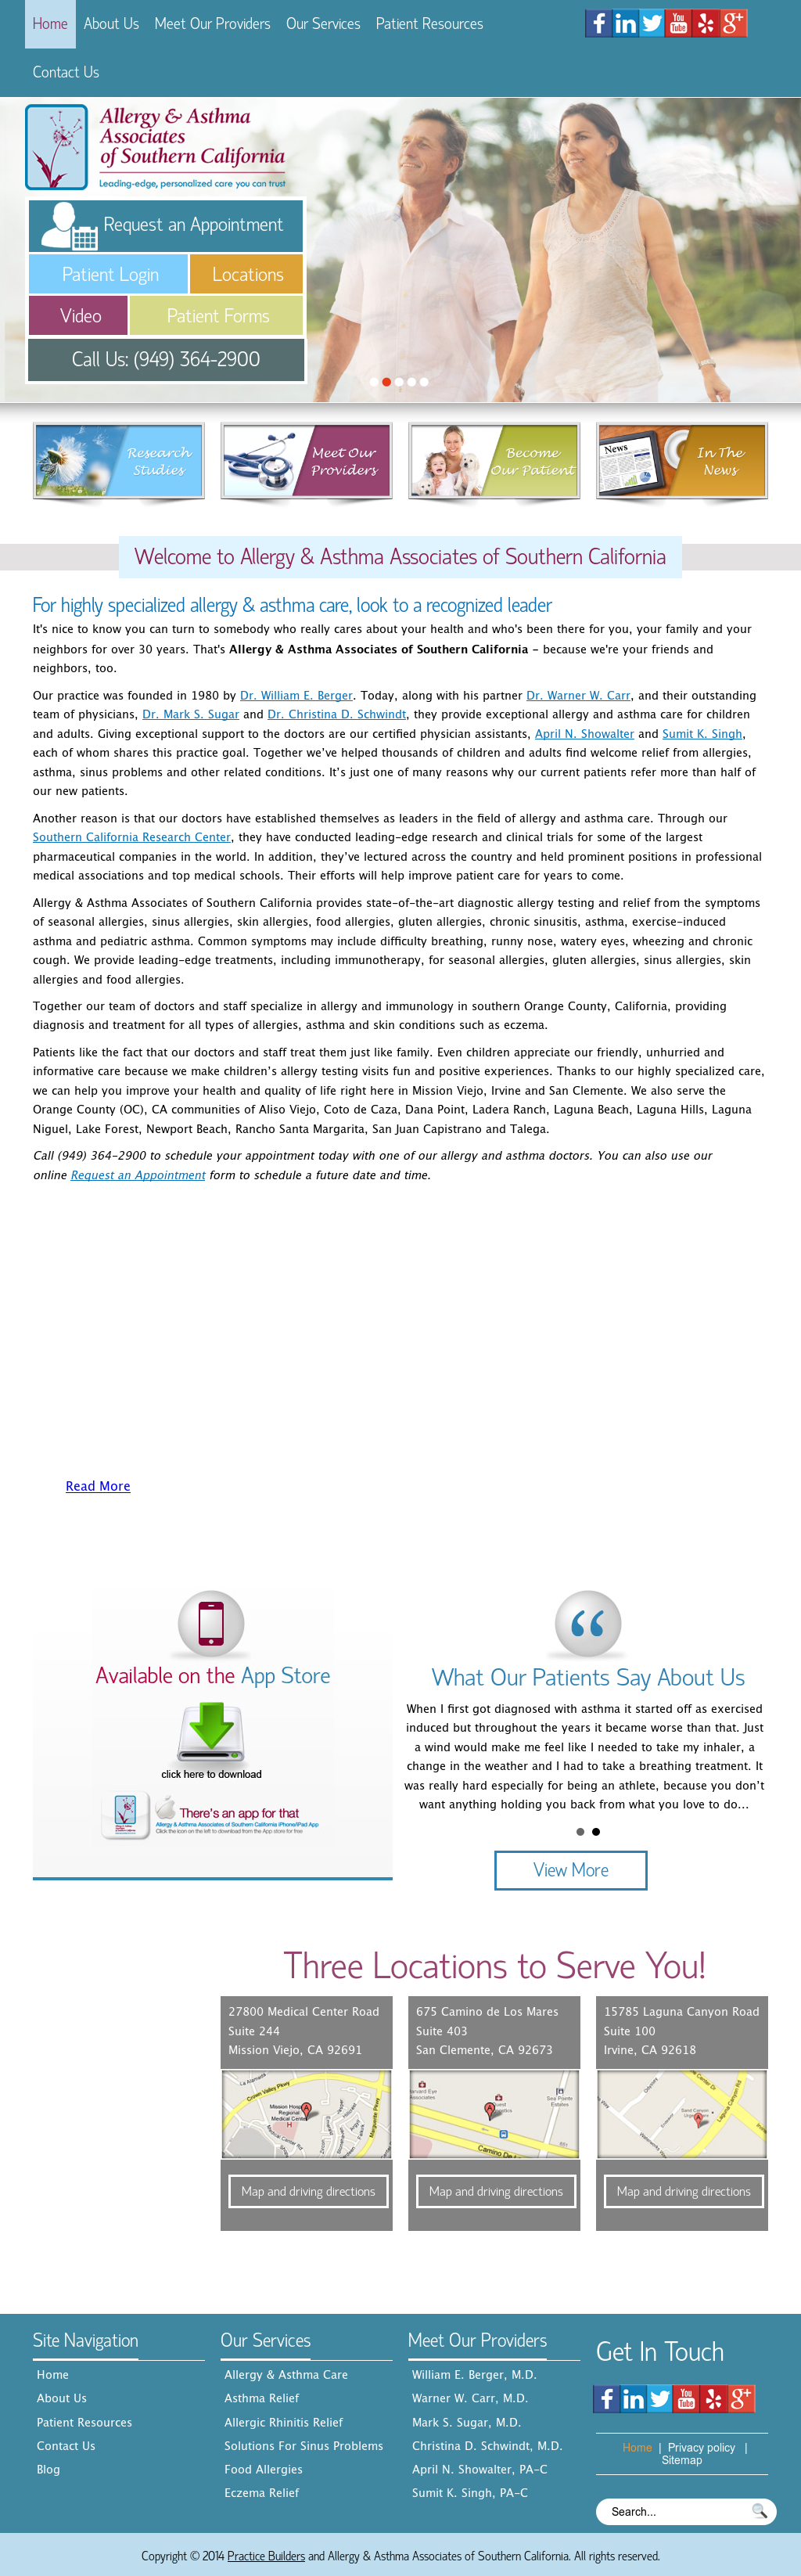 Home About Us Meet Our Providers Our Services Patient Resources
You Tube g+
Contact Us
Allergy & Asthma
Associates
of Southern California
Leading-edge, personalized care you can trust
Request an Appointment
Patient Login Locations
Video Patient Forms
Call Us: (949) 364-2900
Research Studies
Meet Our Providers
Become Our Patient
News
In The News
Welcome to Allergy & Asthma Associates of Southern California
For highly specialized allergy & asthma care, look to a recognized leader
It's nice to know you can turn to somebody who really cares about your health and who's been there for you, your family and your
neighbors for over 30 years. That's Allergy & Asthma Associates of Southern California – because we're your friends and
neighbors, too.
Our practice was founded in 1980 by Dr. William E. Berger. Today, along with his partner Dr. Warner W. Carr, and their outstanding
team of physicians, Dr. Mark S. Sugar and Dr. Christina D. Schwindt, they provide exceptional allergy and asthma care for children
and adults. Giving exceptional support to the doctors are our certified physician assistants, April N. Showalter and Sumit K. Singh,
each of whom shares this practice goal. Together we’ve helped thousands of children and adults find welcome relief from allergies,
asthma, sinus problems and other related conditions. It’s just one of many reasons why our current patients refer more than half of
our new patients.
Another reason is that our doctors have established themselves as leaders in the field of allergy and asthma care. Through our
Southern California Research Center, they have conducted leading-edge research and clinical trials for some of the largest
pharmaceutical companies in the world. In addition, they’ve lectured across the country and held prominent positions in professional
medical associations and top medical schools. Their efforts will help improve patient care for years to come.
Allergy & Asthma Associates of Southern California provides state-of-the-art diagnostic allergy testing and relief from the symptoms
of seasonal allergies, sinus allergies, skin allergies, food allergies, gluten allergies, chronic sinusitis, asthma, exercise-induced
asthma and pediatric asthma. Common symptoms may include difficulty breathing, runny nose, watery eyes, wheezing and chronic
cough. We provide leading-edge treatments, including immunotherapy, for seasonal allergies, gluten allergies, sinus allergies, skin
allergies and food allergies.
Together our team of doctors and staff specialize in allergy and immunology in southern Orange County, California, providing
diagnosis and treatment for all types of allergies, asthma and skin conditions such as eczema.
Patients like the fact that our doctors and staff treat them just like family. Even children appreciate our friendly, unhurried and
informative care because we make children’s allergy testing visits fun and positive experiences. Thanks to our highly specialized care,
we can help you improve your health and quality of life right here in Mission Viejo, Irvine and San Clemente. We also serve the
Orange County (OC), CA communities of Aliso Viejo, Coto de Caza, Dana Point, Ladera Ranch, Laguna Beach, Laguna Hills, Laguna
Niguel, Lake Forest, Newport Beach, Rancho Santa Margarita, San Juan Capistrano and Talega.
Call (949) 364-2900 to schedule your appointment today with one of our allergy and asthma doctors. You can also use our
online Request an Appointment form to schedule a future date and time.
Read More
Available on the App Store
click here to download
There's an app for that
Allergy & Asthma Associates of Southern California iPhone/iPad App
Click the icon on the left to download from the App store for free
What Our Patients Say About Us
When I first got diagnosed with asthma it started off as exercised
induced but throughout the years it became worse than that. Just
a wind would make me feel like I needed to take my inhaler, a
change in the weather and I had to take a breathing treatment. It
was really hard especially for being an athlete, because you don’t
want anything holding you back from what you love to do...
View More
Three Locations to Serve You!
27800 Medical Center Road
Suite 244
Mission Viejo, CA 92691
Crown Valley Pkwy
Map and driving directions
675 Camino de Los Mares
Suite 403
San Clemente, CA 92673
Map and driving directions
15785 Laguna Canyon Road
Suite 100
Irvine, CA 92618
Map and driving directions
Site Navigation
Home
About Us
Patient Resources
Contact Us
Blog
Our Services
Allergy & Asthma Care
Asthma Relief
Allergic Rhinitis Relief
Solutions For Sinus Problems
Food Allergies
Eczema Relief
Meet Our Providers
William E. Berger, M.D.
Warner W. Carr, M.D.
Mark S. Sugar, M.D.
Christina D. Schwindt, M.D.
April N. Showalter, PA-C
Sumit K. Singh, PA-C
Get In Touch
You Tube g+
Home | Privacy policy |
Sitemap
Search...
Copyright © 2014 Practice Builders and Allergy & Asthma Associates of Southern California. All rights reserved.